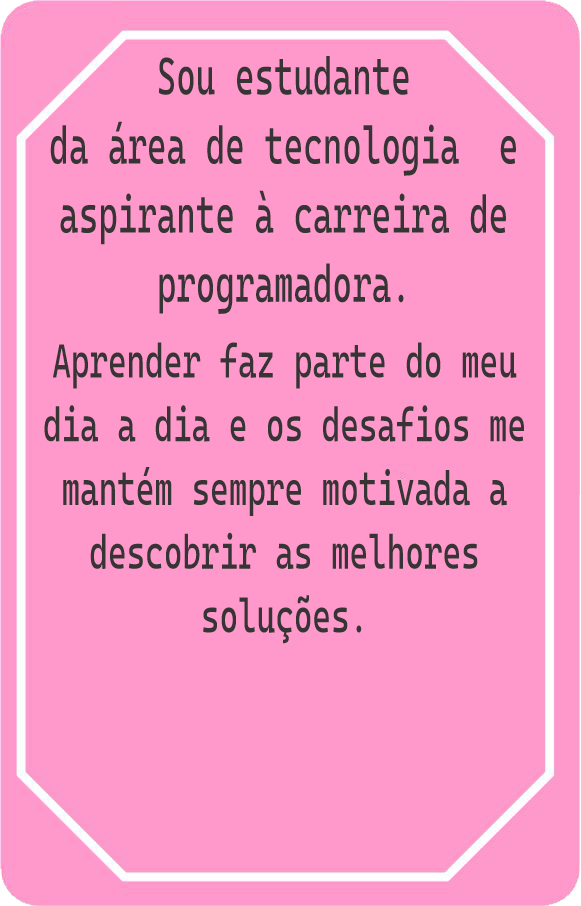 Sou estudante
da área de tecnologia  e
aspirante à carreira de
programadora.
Aprender faz parte do meu
dia a dia e os desafios me
mantém sempre motivada a
descobrir as melhores
soluções.